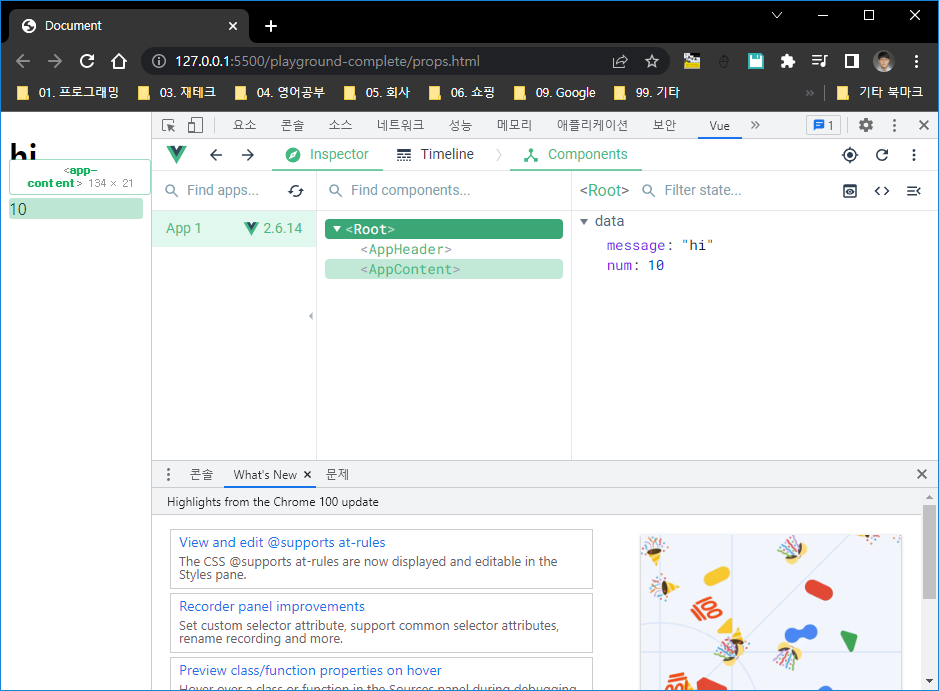 Document
127.0.0.1:5500/playground-complete/props.html
01. 프로그래밍 03. 재테크 04. 영어공부 05. 회사 06. 쇼핑 09. Google 99. 기타 » 기타 북마크
hi
<app-
content> 134 × 21
10
요소 콘솔 소스 네트워크 성능 메모리 애플리케이션 보안 Vue » 1
Inspector Timeline Components
Find apps... Find components... <Root> Filter state...
App 1 2.6.14
<Root>
<AppHeader>
<AppContent>
data
message: "hi"
num: 10
콘솔 What's New 문제
Highlights from the Chrome 100 update
View and edit @supports at-rules
The CSS @supports at-rules are now displayed and editable in the
Styles pane.
Recorder panel improvements
Set custom selector attribute, support common selector attributes,
rename recording and more.
Preview class/function properties on hover
Hover over a class or function in the Sources panel during debugging
100
100